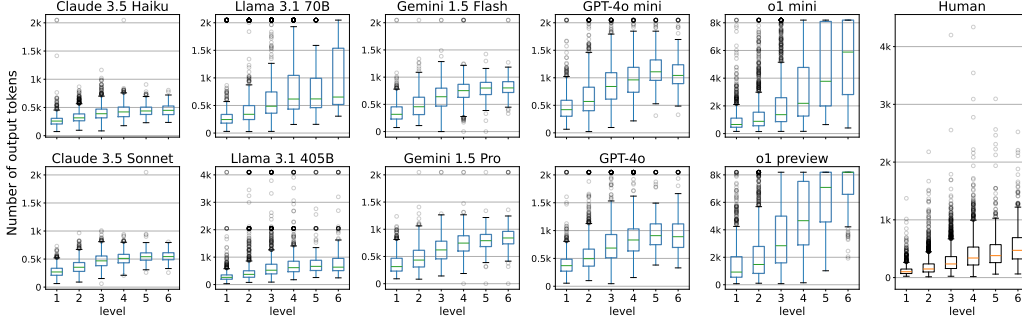 Claude 3.5 Haiku
Llama 3.1 70B
Gemini 1.5 Flash
GPT-4o mini
o1 mini
Human
2k
1.5k
1k
0.5k
0
2k
1.5k
1k
0.5k
0
2k
1.5k
1k
0.5k
0
2k
1.5k
1k
0.5k
0
8k
6k
4k
2k
0
4k
3k
2k
1k
0
Number of output tokens
Claude 3.5 Sonnet
Llama 3.1 405B
Gemini 1.5 Pro
GPT-4o
o1 preview
2k
1.5k
1k
0.5k
0
4k
3k
2k
1k
0
2k
1.5k
1k
0.5k
0
2k
1.5k
1k
0.5k
0
8k
6k
4k
2k
0
1 2 3 4 5 6
1 2 3 4 5 6
1 2 3 4 5 6
1 2 3 4 5 6
1 2 3 4 5 6
1 2 3 4 5 6
level
level
level
level
level
level